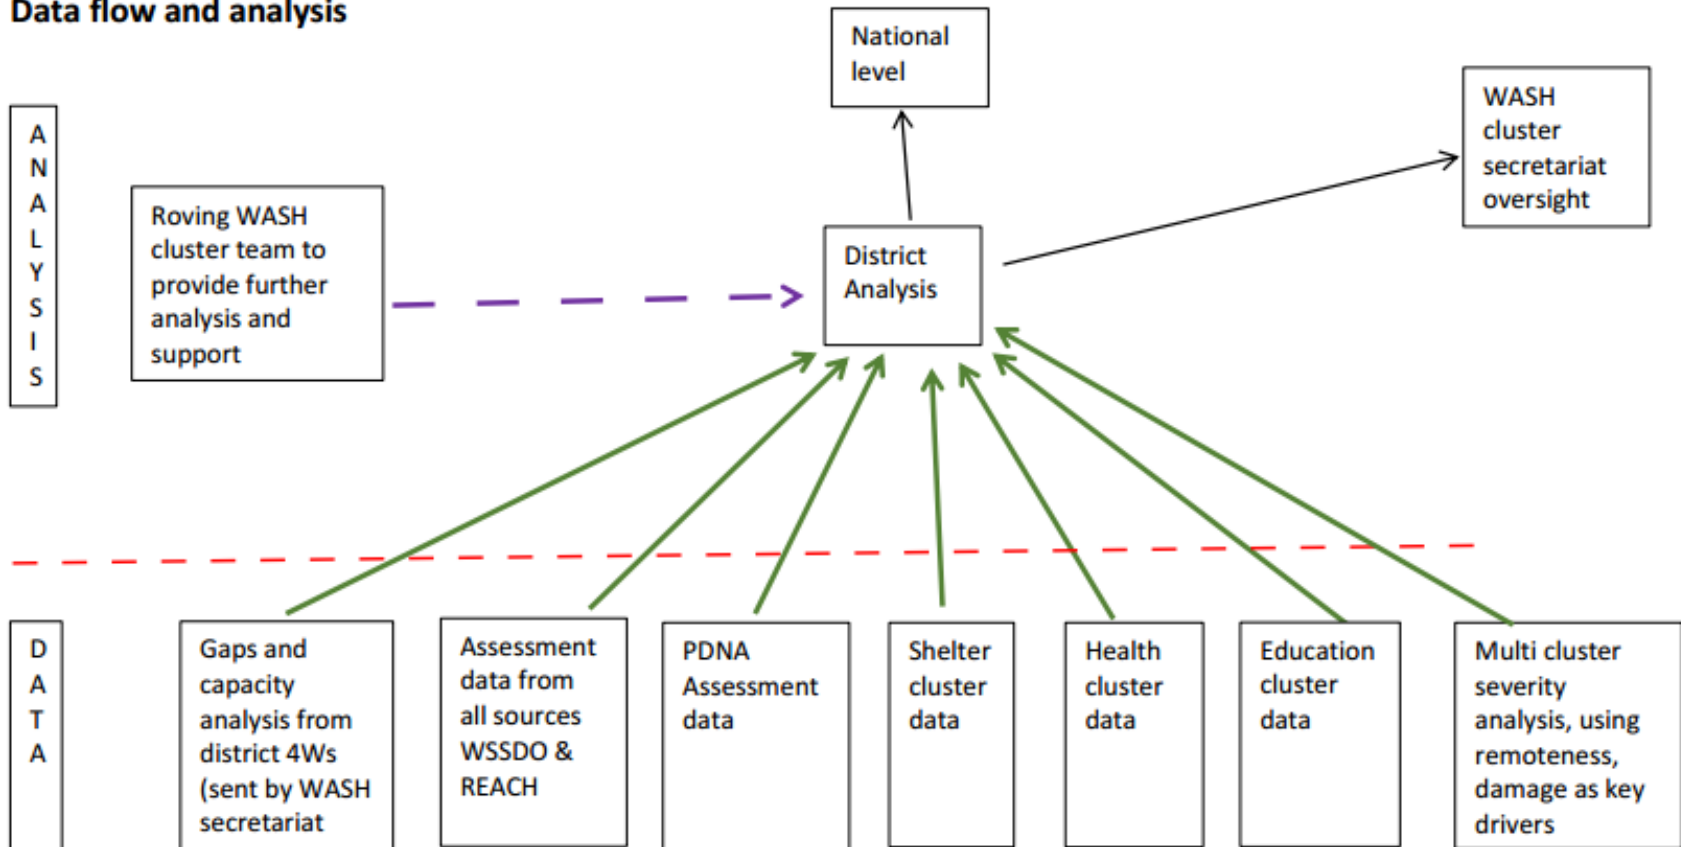 Data flow and analysis
National
level
WASH
cluster
secretariat
oversight
A
N
A
L
Y
S
I
S
Roving WASH
cluster team to
provide further
analysis and
support
District
Analysis
D
A
T
A
Gaps and
capacity
analysis from
district 4Ws
(sent by WASH
secretariat
Assessment
data from
all sources
WSSDO &
REACH
PDNA
Assessment
data
Shelter
cluster
data
Health
cluster
data
Education
cluster
data
Multi cluster
severity
analysis, using
remoteness,
damage as key
drivers